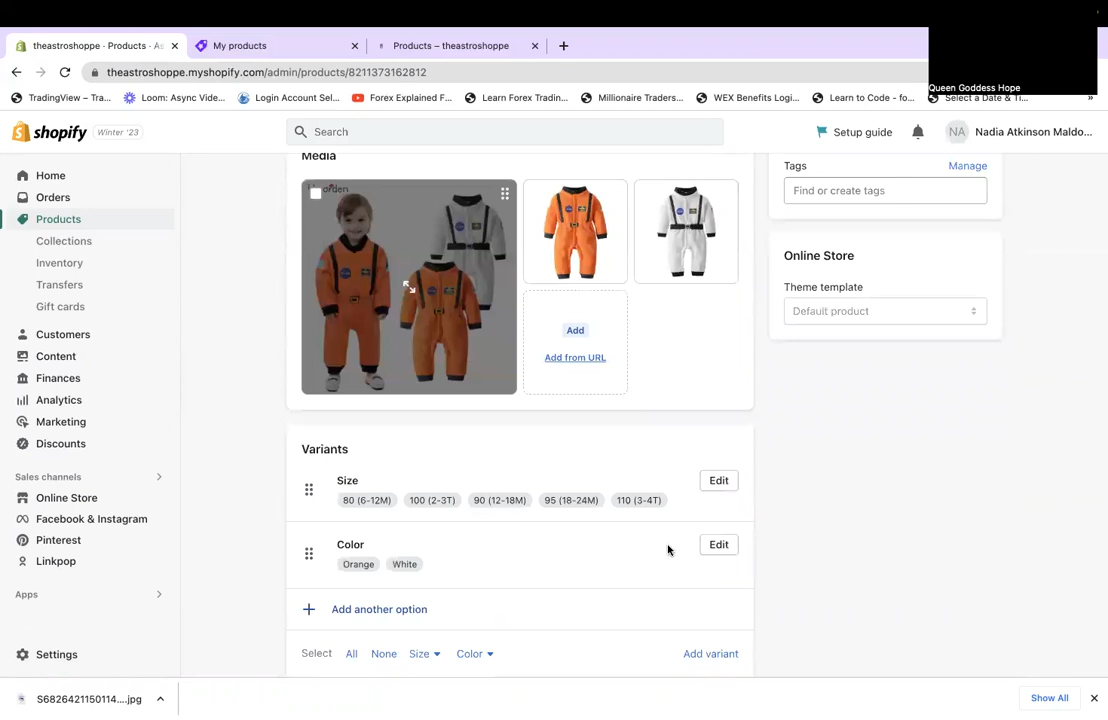 theastroshoppe · Products · As
My products
Products – theastroshoppe
theastroshoppe.myshopify.com/admin/products/8211373162812
Queen Goddess Hope
TradingView – Tra...
Loom: Async Vide...
Login Account Sel...
Forex Explained F...
Learn Forex Tradin...
Millionaire Traders...
WEX Benefits Logi...
Learn to Code - fo...
Select a Date & Ti...
»
shopify
Winter '23
Search
Setup guide
NA
Nadia Atkinson Maldo...
Home
Orders
Products
Collections
Inventory
Transfers
Gift cards
Customers
Content
Finances
Analytics
Marketing
Discounts
Sales channels
Online Store
Facebook & Instagram
Pinterest
Linkpop
Apps
Settings
Media
Add
Add from URL
Variants
Size
Edit
80 (6-12M) 100 (2-3T) 90 (12-18M) 95 (18-24M) 110 (3-4T)
Color
Edit
Orange White
Add another option
Select All None Size Color Add variant
Tags
Manage
Find or create tags
Online Store
Theme template
Default product
S6826421150114....jpg
Show All